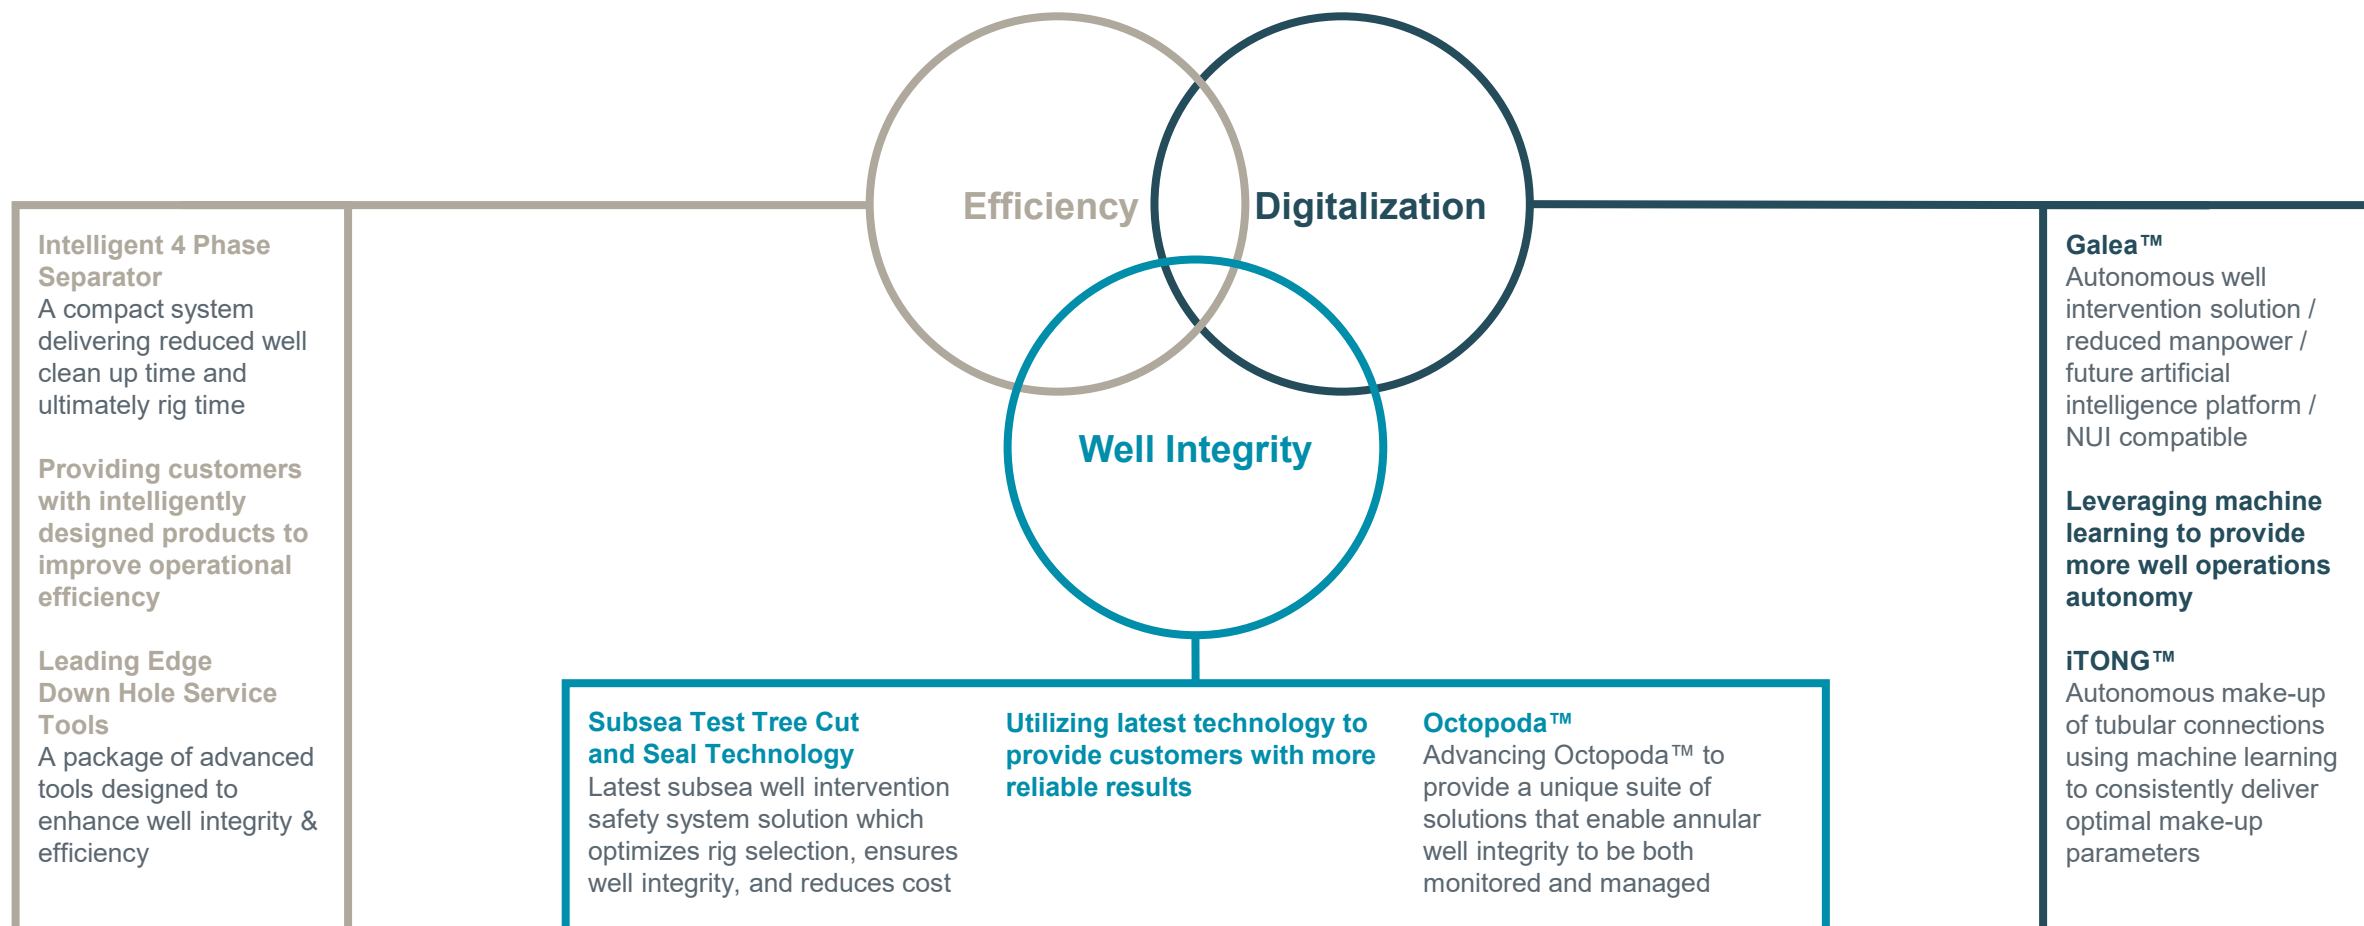 Efficiency
Digitalization
Well Integrity
Intelligent 4 Phase
Separator
A compact system
delivering reduced well
clean up time and
ultimately rig time
Providing customers
with intelligently
designed products to
improve operational
efficiency
Leading Edge
Down Hole Service
Tools
A package of advanced
tools designed to
enhance well integrity &
efficiency
Subsea Test Tree Cut
and Seal Technology
Latest subsea well intervention
safety system solution which
optimizes rig selection, ensures
well integrity, and reduces cost
Utilizing latest technology to
provide customers with more
reliable results
Octopoda™
Advancing Octopoda™ to
provide a unique suite of
solutions that enable annular
well integrity to be both
monitored and managed
Galea™
Autonomous well
intervention solution /
reduced manpower /
future artificial
intelligence platform /
NUI compatible
Leveraging machine
learning to provide
more well operations
autonomy
iTONG™
Autonomous make-up
of tubular connections
using machine learning
to consistently deliver
optimal make-up
parameters